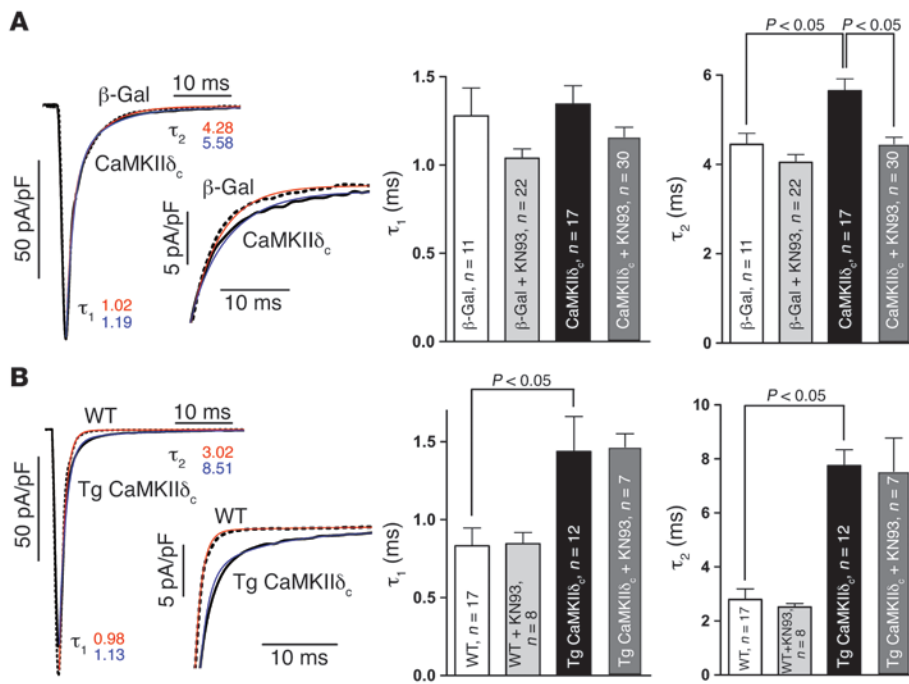 A
10 ms
β-Gal
τ2 4.28
5.58
CaMKIIδc
50 pA/pF
β-Gal
5 pA/pF
CaMKIIδc
10 ms
τ1 1.02
1.19
τ1 (ms)
1.5
1.0
0.5
0.0
β-Gal, n = 11
β-Gal + KN93, n = 22
CaMKIIδc, n = 17
CaMKIIδc + KN93, n = 30
P < 0.05
P < 0.05
τ2 (ms)
6
4
2
0
β-Gal, n = 11
β-Gal + KN93, n = 22
CaMKIIδc, n = 17
CaMKIIδc + KN93, n = 30
B
WT
10 ms
τ2 3.02
8.51
Tg CaMKIIδc
50 pA/pF
WT
5 pA/pF
Tg CaMKIIδc
10 ms
τ1 0.98
1.13
P < 0.05
τ1 (ms)
1.5
1.0
0.5
0.0
WT, n = 17
WT + KN93,
n = 8
Tg CaMKIIδc, n = 12
Tg CaMKIIδc + KN93, n = 7
P < 0.05
τ2 (ms)
10
8
6
4
2
0
WT, n = 17
WT+KN93,
n = 8
Tg CaMKIIδc, n = 12
Tg CaMKIIδc + KN93, n = 7